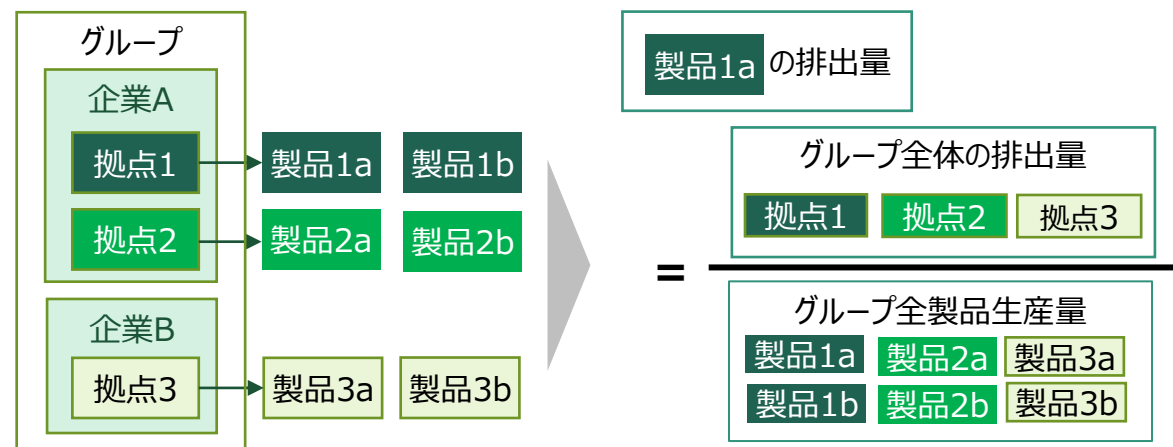 グループ
企業A
拠点1
製品1a
製品1b
拠点2
製品2a
製品2b
企業B
拠点3
製品3a
製品3b
製品1a の排出量
=
グループ全体の排出量
拠点1 拠点2 拠点3
グループ全製品生産量
製品1a 製品2a 製品3a
製品1b 製品2b 製品3b